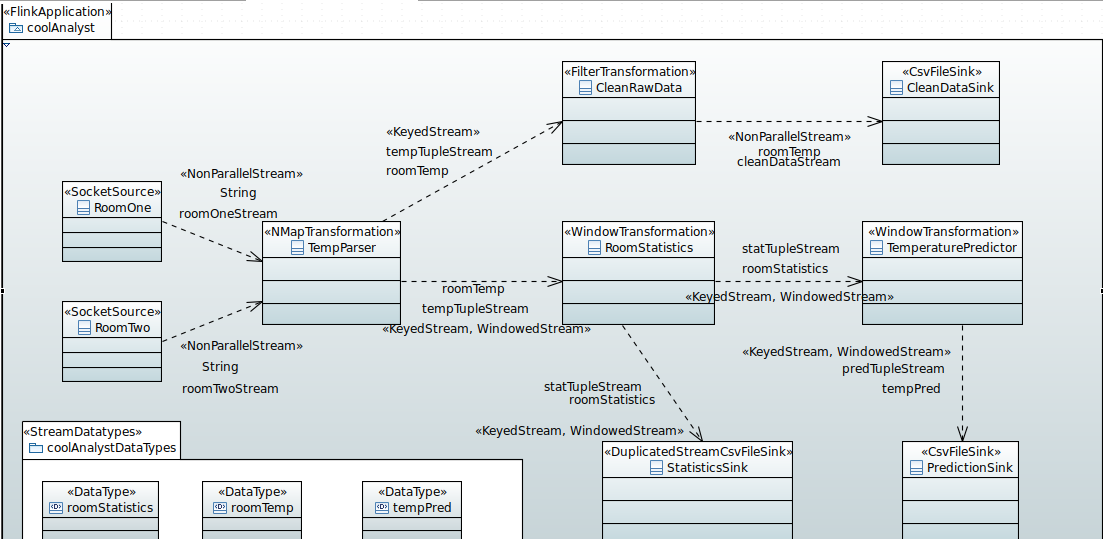 «FlinkApplication»
coolAnalyst
«FilterTransformation»
CleanRawData
«CsvFileSink»
CleanDataSink
«KeyedStream»
tempTupleStream
roomTemp
«NonParallelStream»
roomTemp
cleanDataStream
«NonParallelStream»
String
roomOneStream
«SocketSource»
RoomOne
«NMapTransformation»
TempParser
«WindowTransformation»
RoomStatistics
statTupleStream
roomStatistics
«KeyedStream, WindowedStream»
«WindowTransformation»
TemperaturePredictor
roomTemp
tempTupleStream
«KeyedStream, WindowedStream»
«SocketSource»
RoomTwo
«NonParallelStream»
String
roomTwoStream
«KeyedStream, WindowedStream»
predTupleStream
tempPred
statTupleStream
roomStatistics
«KeyedStream, WindowedStream»
«StreamDatatypes»
coolAnalystDataTypes
«DuplicatedStreamCsvFileSink»
StatisticsSink
«CsvFileSink»
PredictionSink
«DataType»
roomStatistics
«DataType»
roomTemp
«DataType»
tempPred